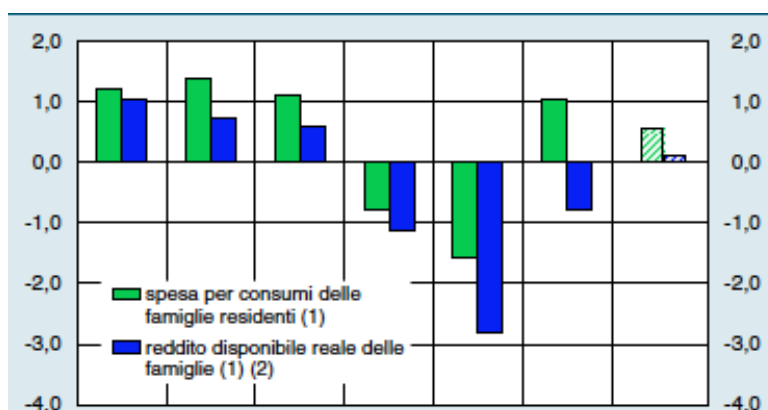 2,0 2,0
1,0 1,0
0,0 0,0
-1,0 -1,0
-2,0 -2,0
spesa per consumi delle
famiglie residenti (1)
-3,0 -3,0
reddito disponibile reale delle
famiglie (1) (2)
-4,0 -4,0